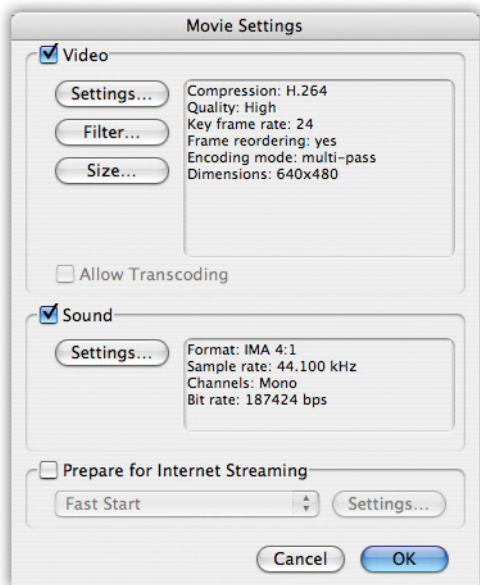 Movie Settings
Video
Settings...
Filter...
Size...
Compression: H.264
Quality: High
Key frame rate: 24
Frame reordering: yes
Encoding mode: multi-pass
Dimensions: 640x480
Allow Transcoding
Sound
Settings...
Format: IMA 4:1
Sample rate: 44.100 kHz
Channels: Mono
Bit rate: 187424 bps
Prepare for Internet Streaming
Fast Start
Settings...
Cancel
OK